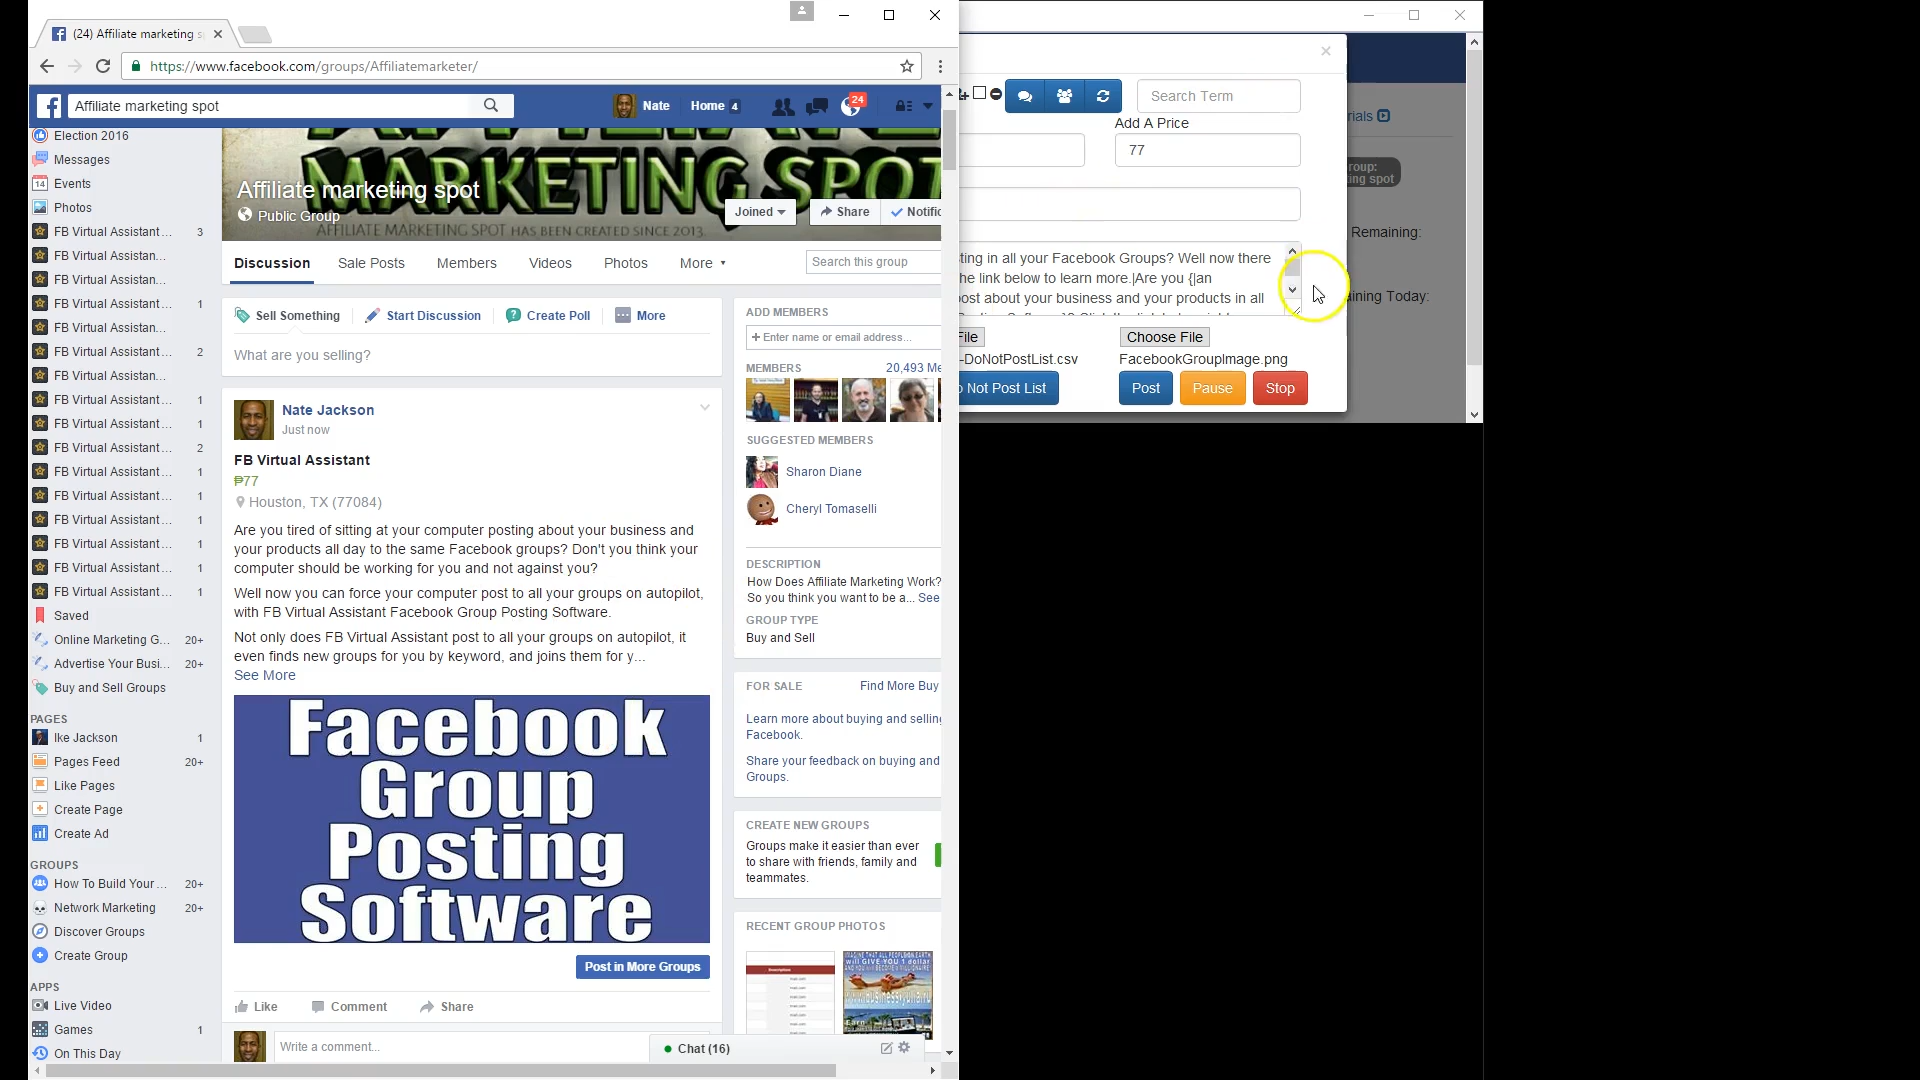 (24) Affiliate marketing s
https://www.facebook.com/groups/Affiliatemarketer/
Affiliate marketing spot
Nate
Home 4
24
Election 2016
Messages
Events
Photos
FB Virtual Assistant... 3
FB Virtual Assistan...
FB Virtual Assistan...
FB Virtual Assistant... 1
FB Virtual Assistan...
FB Virtual Assistant... 2
FB Virtual Assistan...
FB Virtual Assistant... 1
FB Virtual Assistant... 1
FB Virtual Assistant... 2
FB Virtual Assistant... 1
FB Virtual Assistant... 1
FB Virtual Assistant... 1
FB Virtual Assistant... 1
FB Virtual Assistant... 1
FB Virtual Assistant... 1
Saved
Online Marketing G... 20+
Advertise Your Busi... 20+
Buy and Sell Groups
PAGES
Ike Jackson 1
Pages Feed 20+
Like Pages
Create Page
Create Ad
GROUPS
How To Build Your ... 20+
Network Marketing 20+
Discover Groups
Create Group
APPS
Live Video
Games 1
On This Day
MARKETING SPOT
Affiliate marketing spot
Public Group
AFFILIATE MARKETING SPOT HAS BEEN CREATED SINCE 2013.
Joined
Share
Notific
Discussion
Sale Posts
Members
Videos
Photos
More
Search this group
Sell Something
Start Discussion
Create Poll
More
What are you selling?
Nate Jackson
Just now
FB Virtual Assistant
₱77
Houston, TX (77084)
Are you tired of sitting at your computer posting about your business and
your products all day to the same Facebook groups? Don't you think your
computer should be working for you and not against you?
Well now you can force your computer post to all your groups on autopilot,
with FB Virtual Assistant Facebook Group Posting Software.
Not only does FB Virtual Assistant post to all your groups on autopilot, it
even finds new groups for you by keyword, and joins them for y...
See More
Facebook
Group
Posting
Software
Post in More Groups
Like
Comment
Share
Write a comment...
ADD MEMBERS
+ Enter name or email address...
MEMBERS
20,493 Me
SUGGESTED MEMBERS
Sharon Diane
Cheryl Tomaselli
DESCRIPTION
How Does Affiliate Marketing Work?
So you think you want to be a... See
GROUP TYPE
Buy and Sell
FOR SALE
Find More Buy
Learn more about buying and selling
Facebook.
Share your feedback on buying and
Groups.
CREATE NEW GROUPS
Groups make it easier than ever
to share with friends, family and
teammates.
RECENT GROUP PHOTOS
IMAGINE THAT ALL PEOPLE ON EARTH
will GIVE YOU 1 dollar
Earn
Chat (16)
Search Term
Add A Price
77
ting in all your Facebook Groups? Well now there
he link below to learn more.|Are you {|an
ost about your business and your products in all
File
Choose File
-DoNotPostList.csv
FacebookGroupImage.png
o Not Post List
Post
Pause
Stop
rials
roup:
ing spot
Remaining:
aining Today: